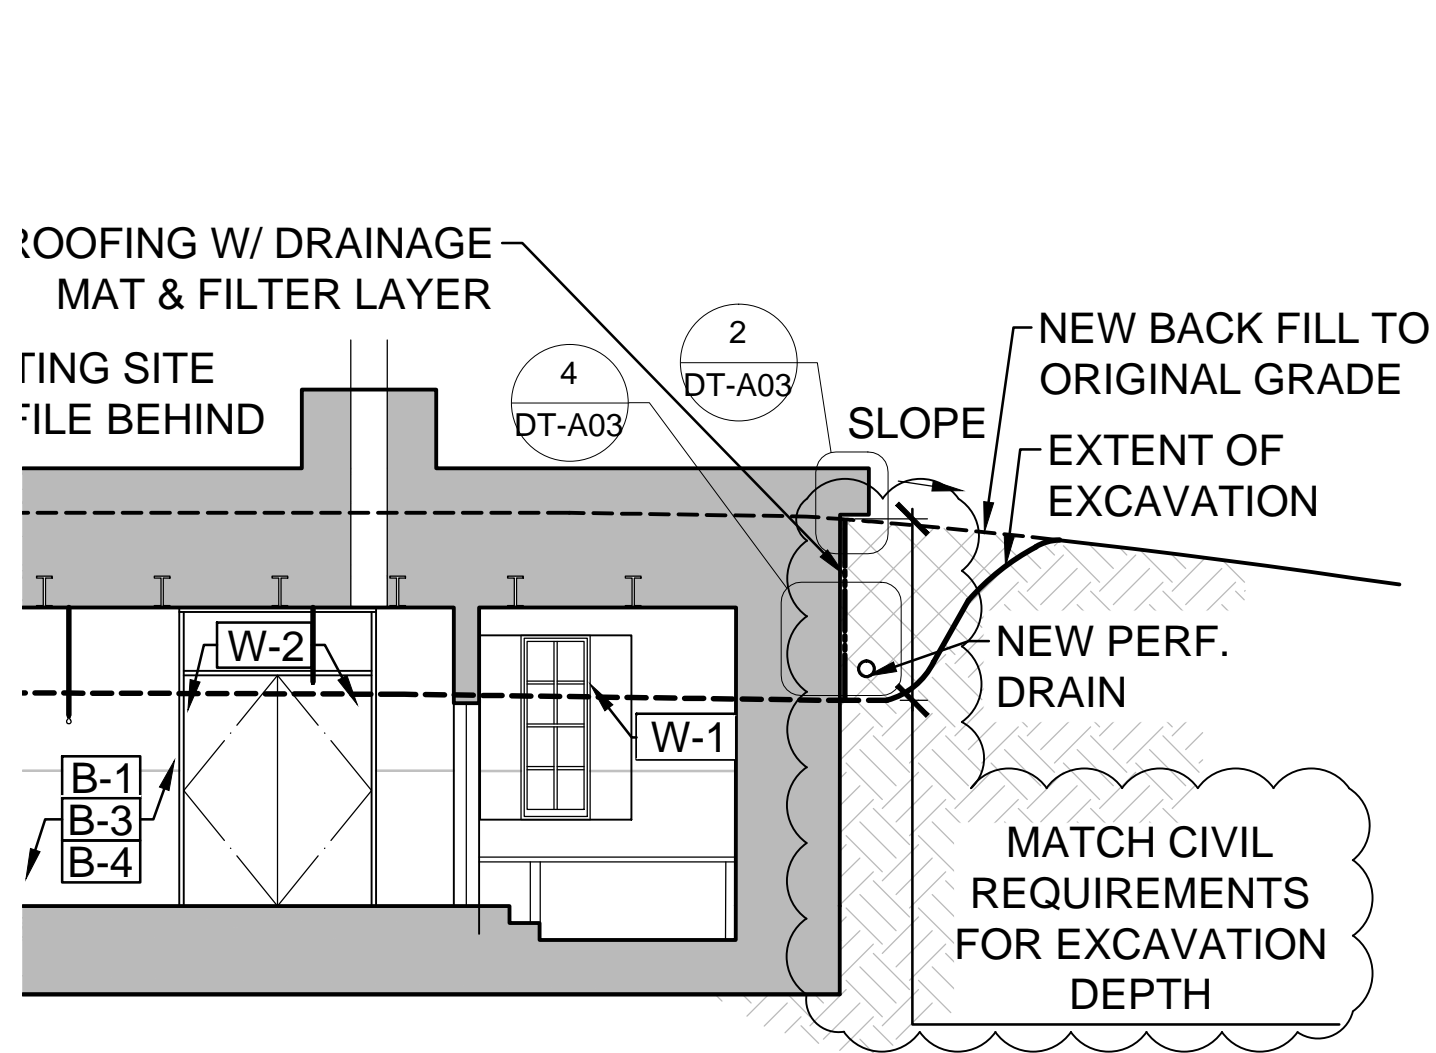 ROOFING W/ DRAINAGE
MAT & FILTER LAYER
TING SITE
FILE BEHIND
4
DT-A03
2
DT-A03
SLOPE
NEW BACK FILL TO
ORIGINAL GRADE
EXTENT OF
EXCAVATION
NEW PERF.
DRAIN
W-2
W-1
B-1
B-3
B-4
MATCH CIVIL
REQUIREMENTS
FOR EXCAVATION
DEPTH